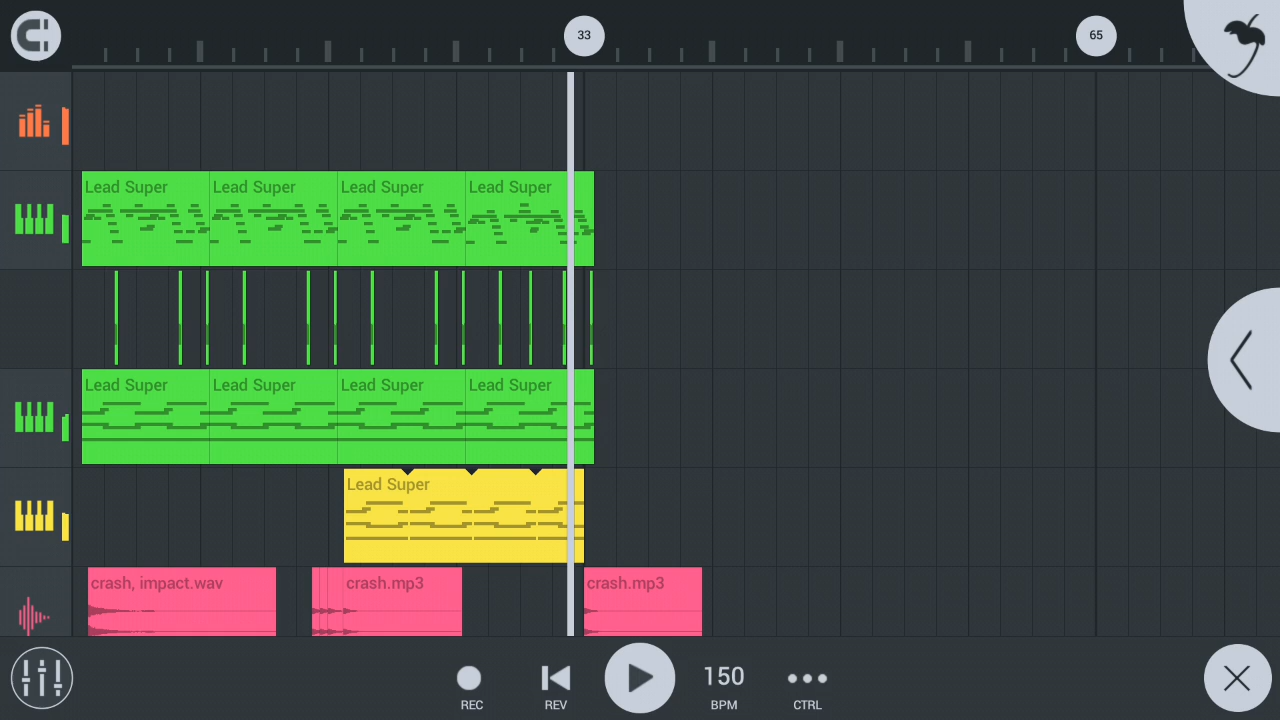 33
65
Lead Super
Lead Super
Lead Super
Lead Super
Lead Super
Lead Super
Lead Super
Lead Super
Lead Super
crash, impact.wav
crash.mp3
crash.mp3
150
REC
REV
BPM
CTRL